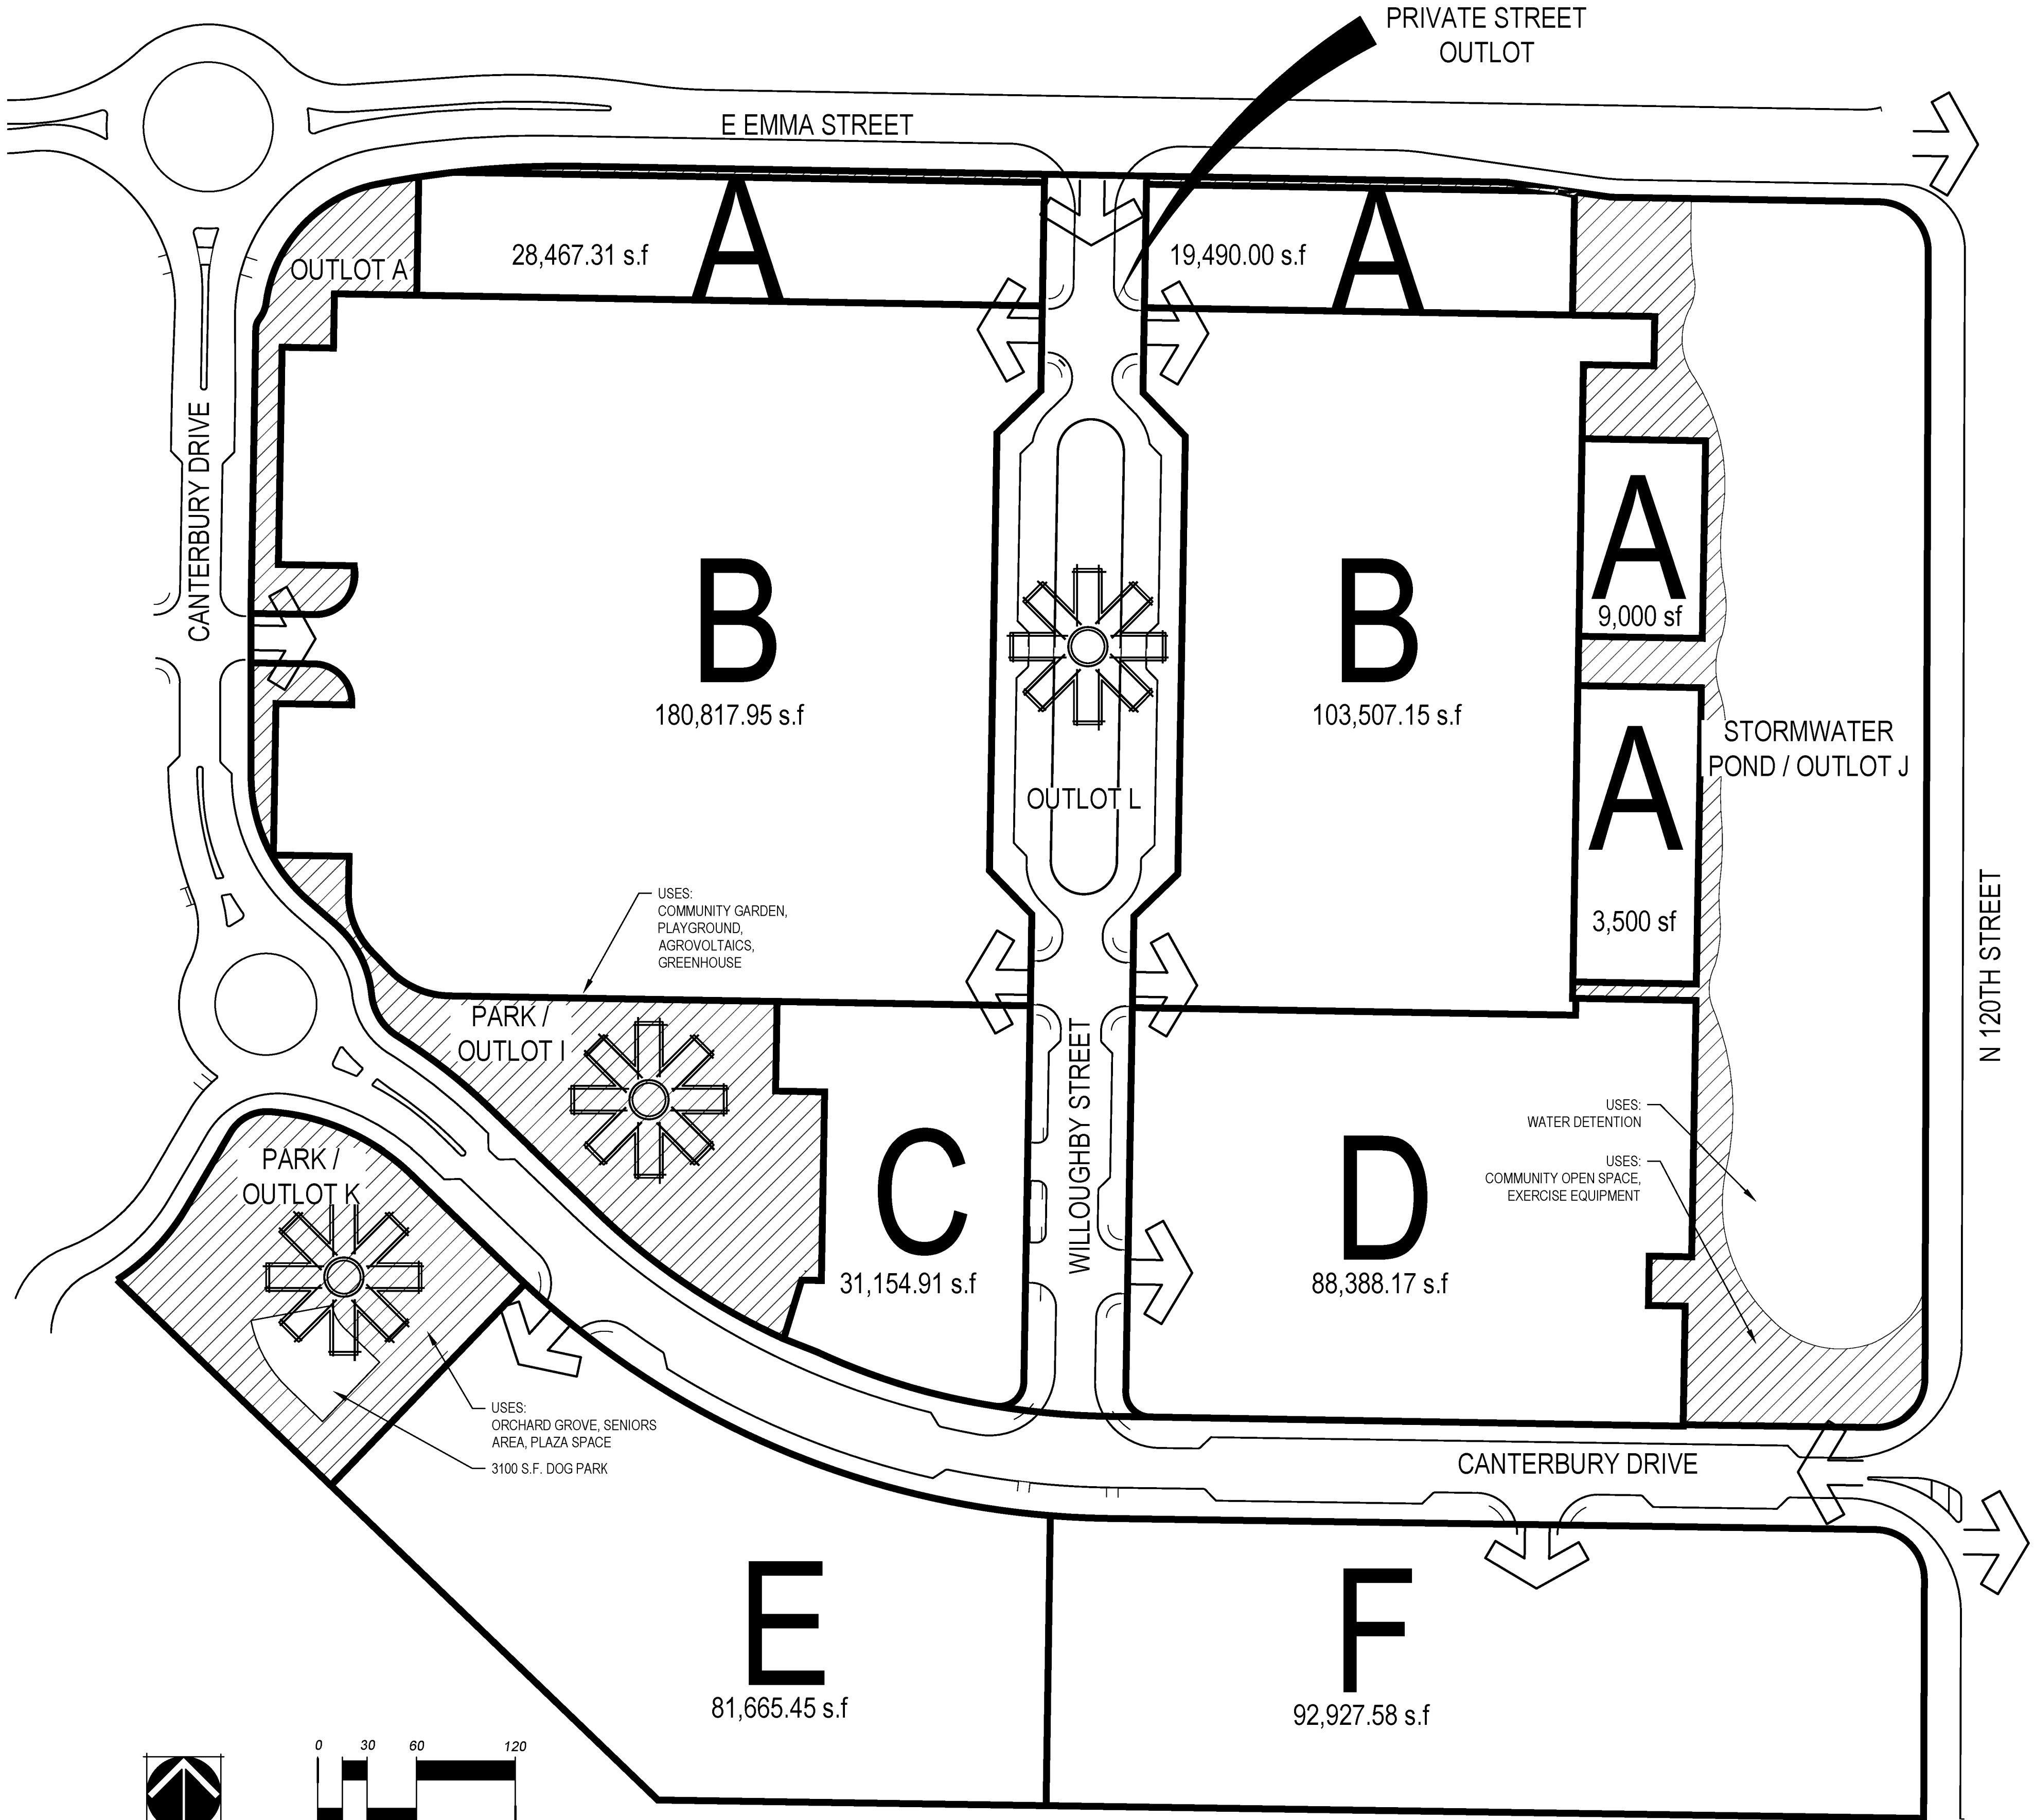 PRIVATE STREET
OUTLOT
E EMMA STREET
A
28,467.31 s.f
A
19,490.00 s.f
OUTLOT A
CANTERBURY DRIVE
B
180,817.95 s.f
B
103,507.15 s.f
A
9,000 sf
A
3,500 sf
STORMWATER
POND / OUTLOT J
OUTLOT L
N 120TH STREET
USES:
COMMUNITY GARDEN,
PLAYGROUND,
AGROVOLTAICS,
GREENHOUSE
PARK /
OUTLOT I
WILLOUGHBY STREET
USES:
WATER DETENTION
USES:
COMMUNITY OPEN SPACE,
EXERCISE EQUIPMENT
PARK /
OUTLOT K
C
31,154.91 s.f
D
88,388.17 s.f
USES:
ORCHARD GROVE, SENIORS
AREA, PLAZA SPACE
3100 S.F. DOG PARK
CANTERBURY DRIVE
E
81,665.45 s.f
F
92,927.58 s.f
0 30 60 120